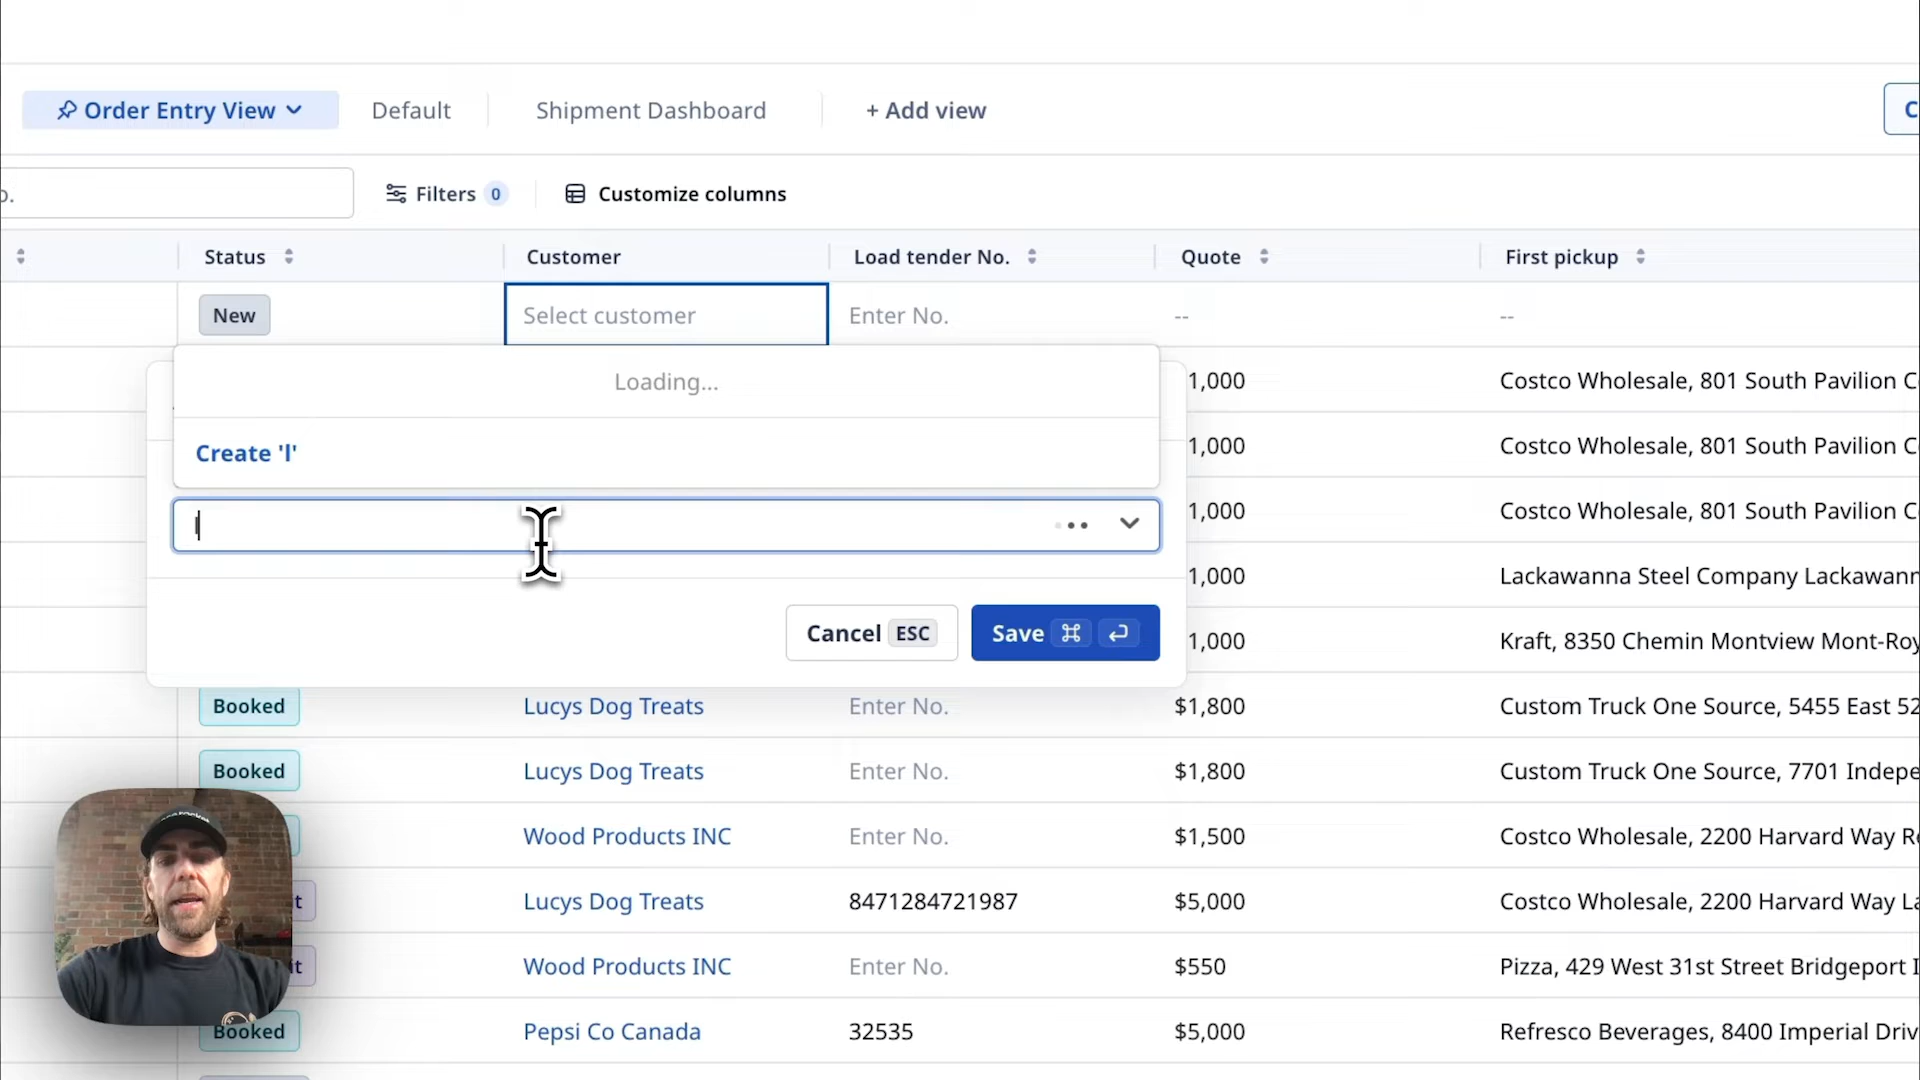 Order Entry View
Default
Shipment Dashboard
+ Add view
C
o.
Filters 0
Customize columns
Status
Customer
Load tender No.
Quote
First pickup
New
Select customer
Enter No.
--
--
Loading...
Create 'l'
l
Cancel ESC
Save ⌘ ↵
1,000
Costco Wholesale, 801 South Pavilion C
1,000
Costco Wholesale, 801 South Pavilion C
1,000
Costco Wholesale, 801 South Pavilion C
1,000
Lackawanna Steel Company Lackawann
1,000
Kraft, 8350 Chemin Montview Mont-Roy
Booked
Lucys Dog Treats
Enter No.
$1,800
Custom Truck One Source, 5455 East 52
Booked
Lucys Dog Treats
Enter No.
$1,800
Custom Truck One Source, 7701 Indepe
Wood Products INC
Enter No.
$1,500
Costco Wholesale, 2200 Harvard Way R
t
Lucys Dog Treats
8471284721987
$5,000
Costco Wholesale, 2200 Harvard Way La
it
Wood Products INC
Enter No.
$550
Pizza, 429 West 31st Street Bridgeport I
Booked
Pepsi Co Canada
32535
$5,000
Refresco Beverages, 8400 Imperial Driv